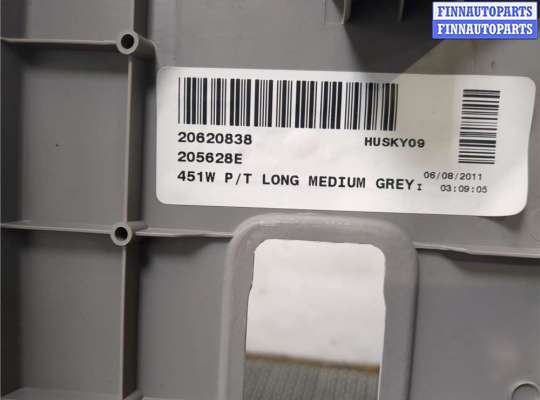 FINNAUTOPARTS
FINNAUTOPARTS
20620838 HUSKY09
205628E
451W P/T LONG MEDIUM GREY I
06/08/2011
03:09:05